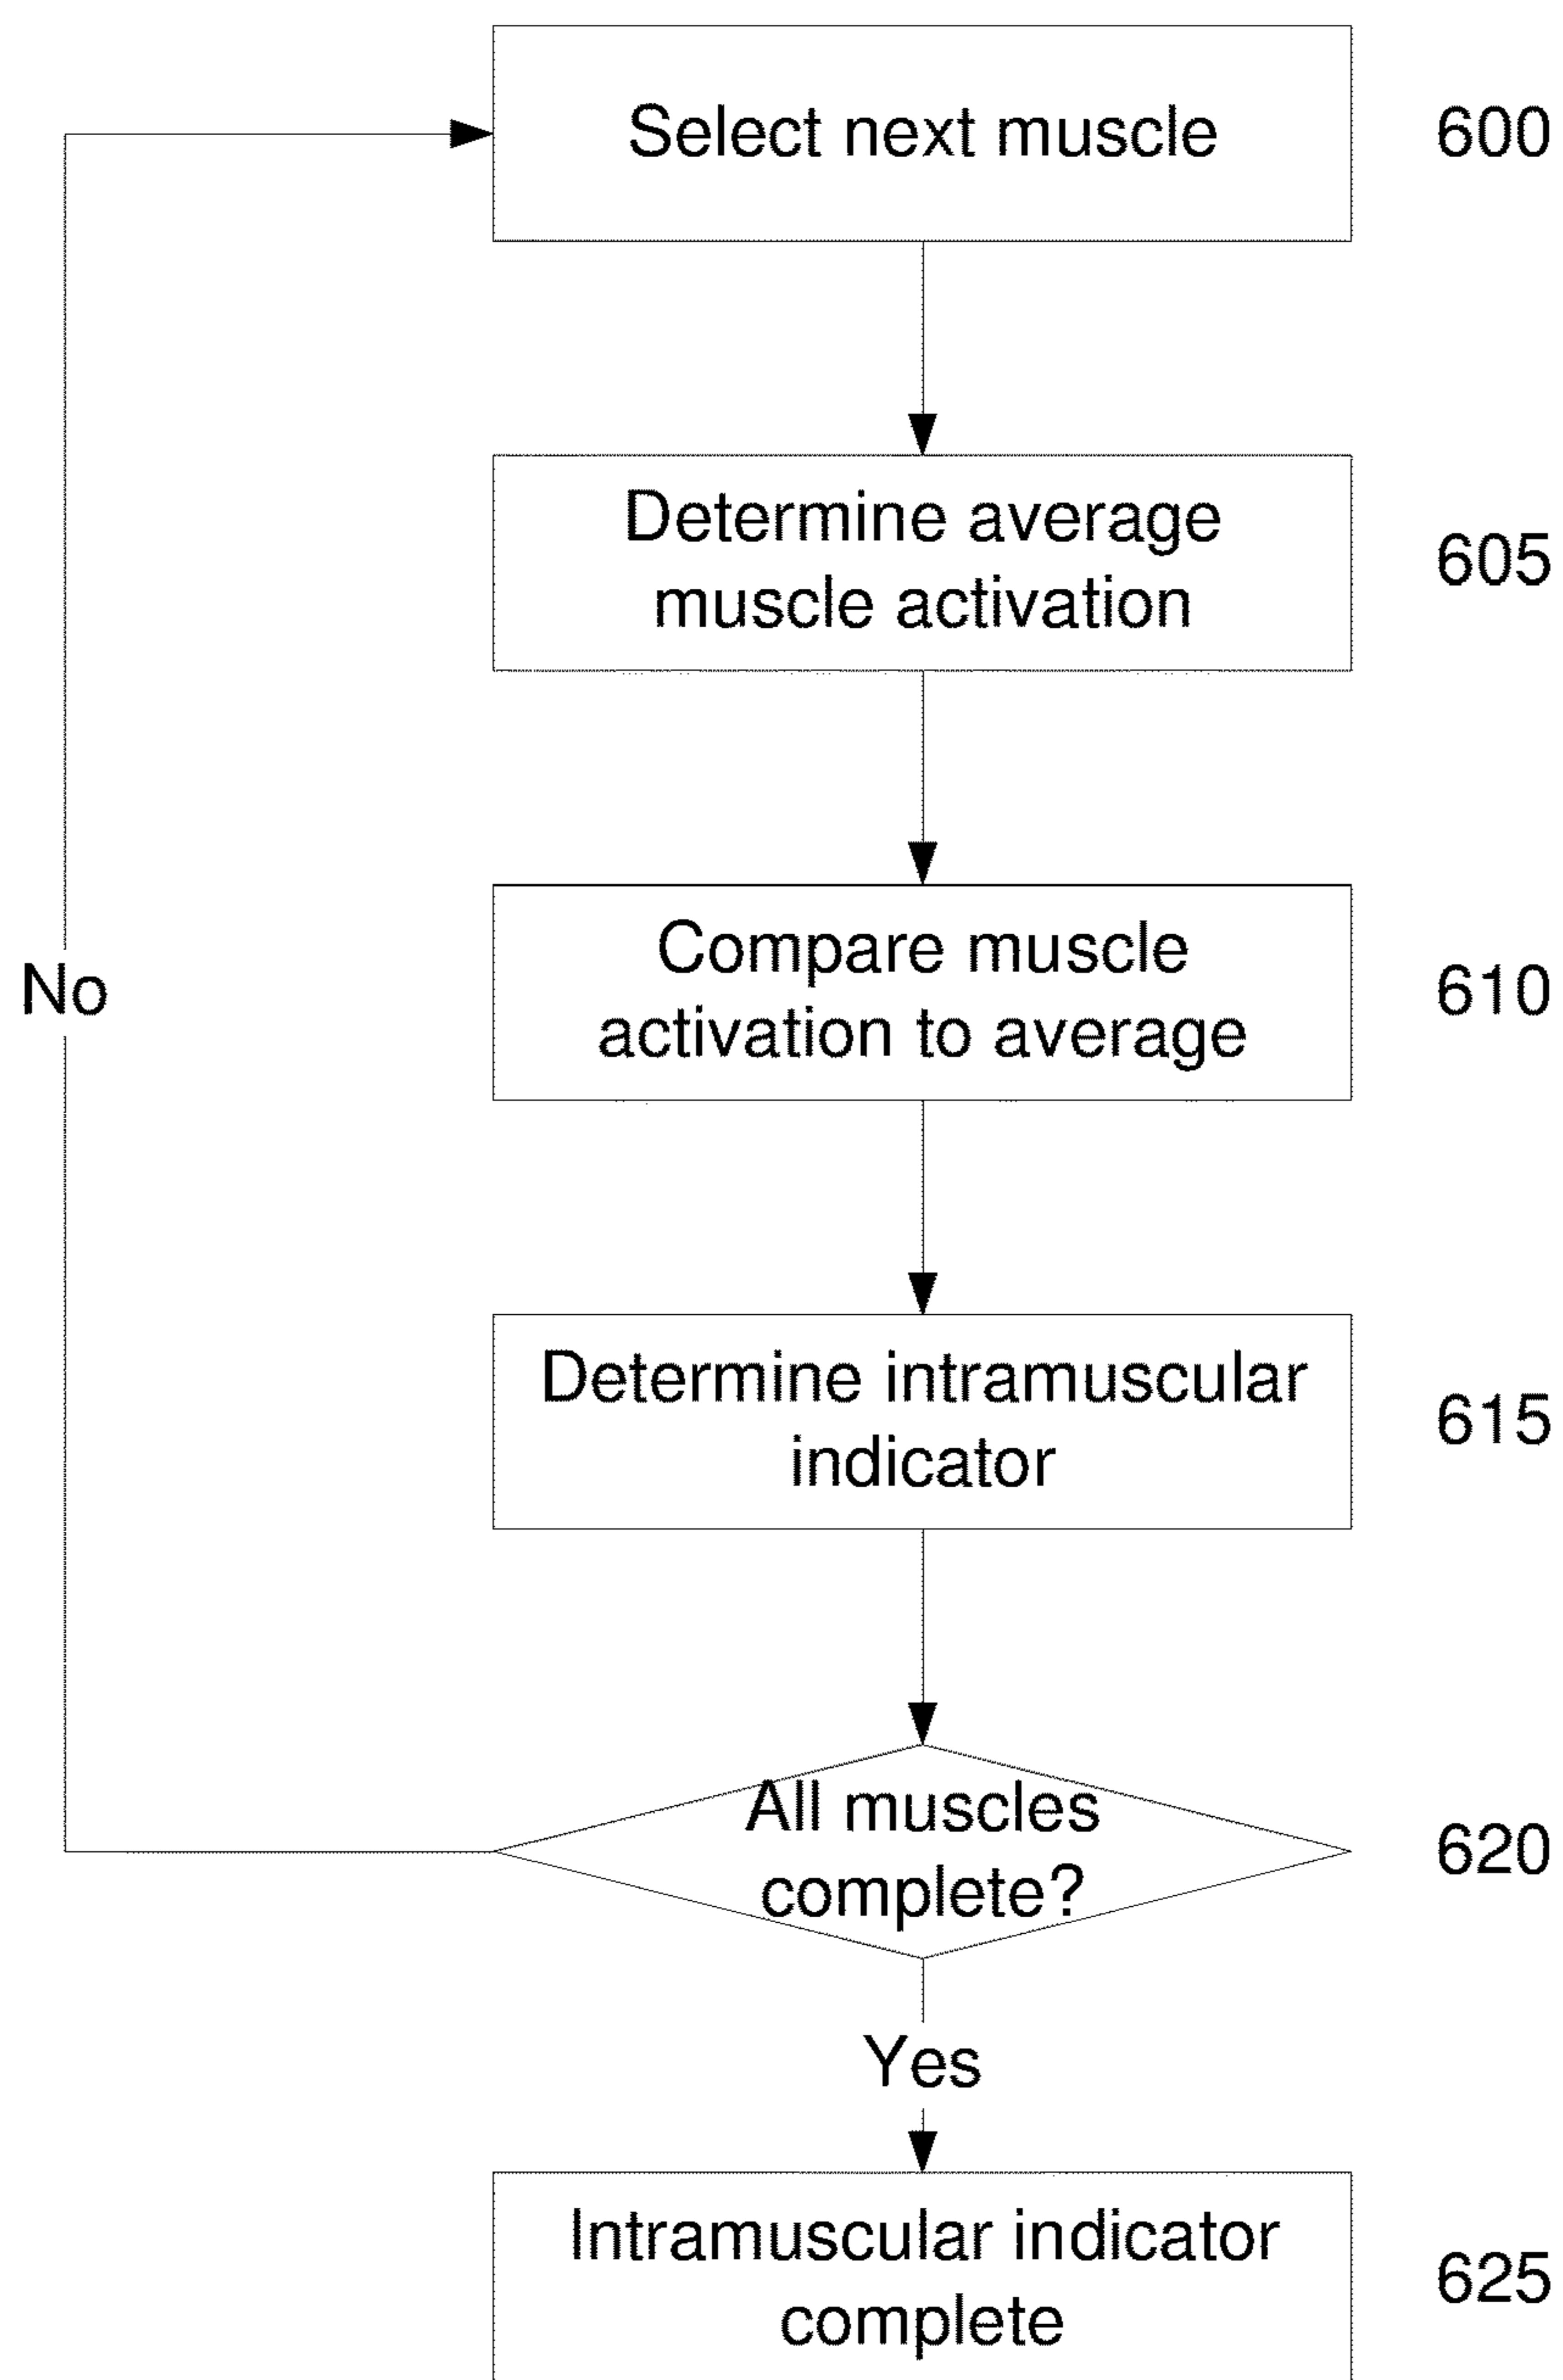 Select next muscle
600
Determine average
muscle activation
605
Compare muscle
activation to average
610
No
Determine intramuscular
indicator
615
All muscles
complete?
620
Yes
Intramuscular indicator
complete
625